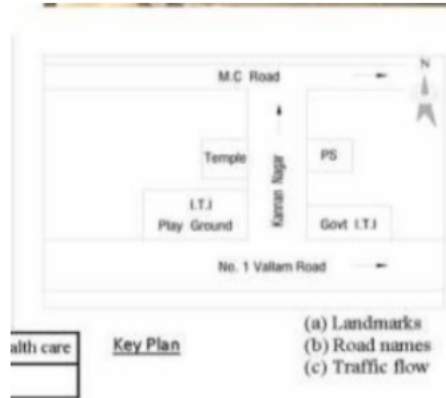 M.C Road
N
Temple
PS
Kannan Nagar
I.T.I
Play Ground
Govt I.T.I
No. 1 Vallam Road
(a) Landmarks
alth care
Key Plan
(b) Road names
(c) Traffic flow